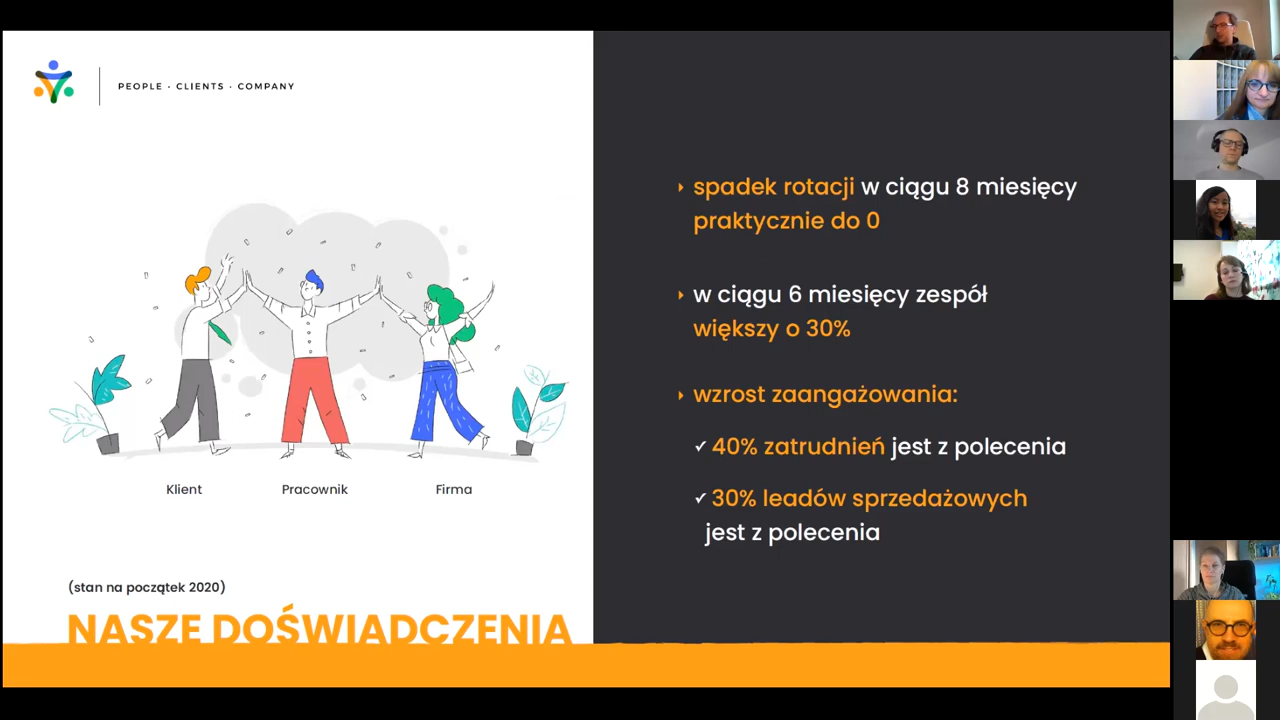 PEOPLE · CLIENTS · COMPANY
Klient
Pracownik
Firma
(stan na początek 2020)
NASZE DOŚWIADCZENIA
spadek rotacji w ciągu 8 miesięcy
praktycznie do 0
w ciągu 6 miesięcy zespół
większy o 30%
wzrost zaangażowania:
✓ 40% zatrudnień jest z polecenia
✓ 30% leadów sprzedażowych
jest z polecenia